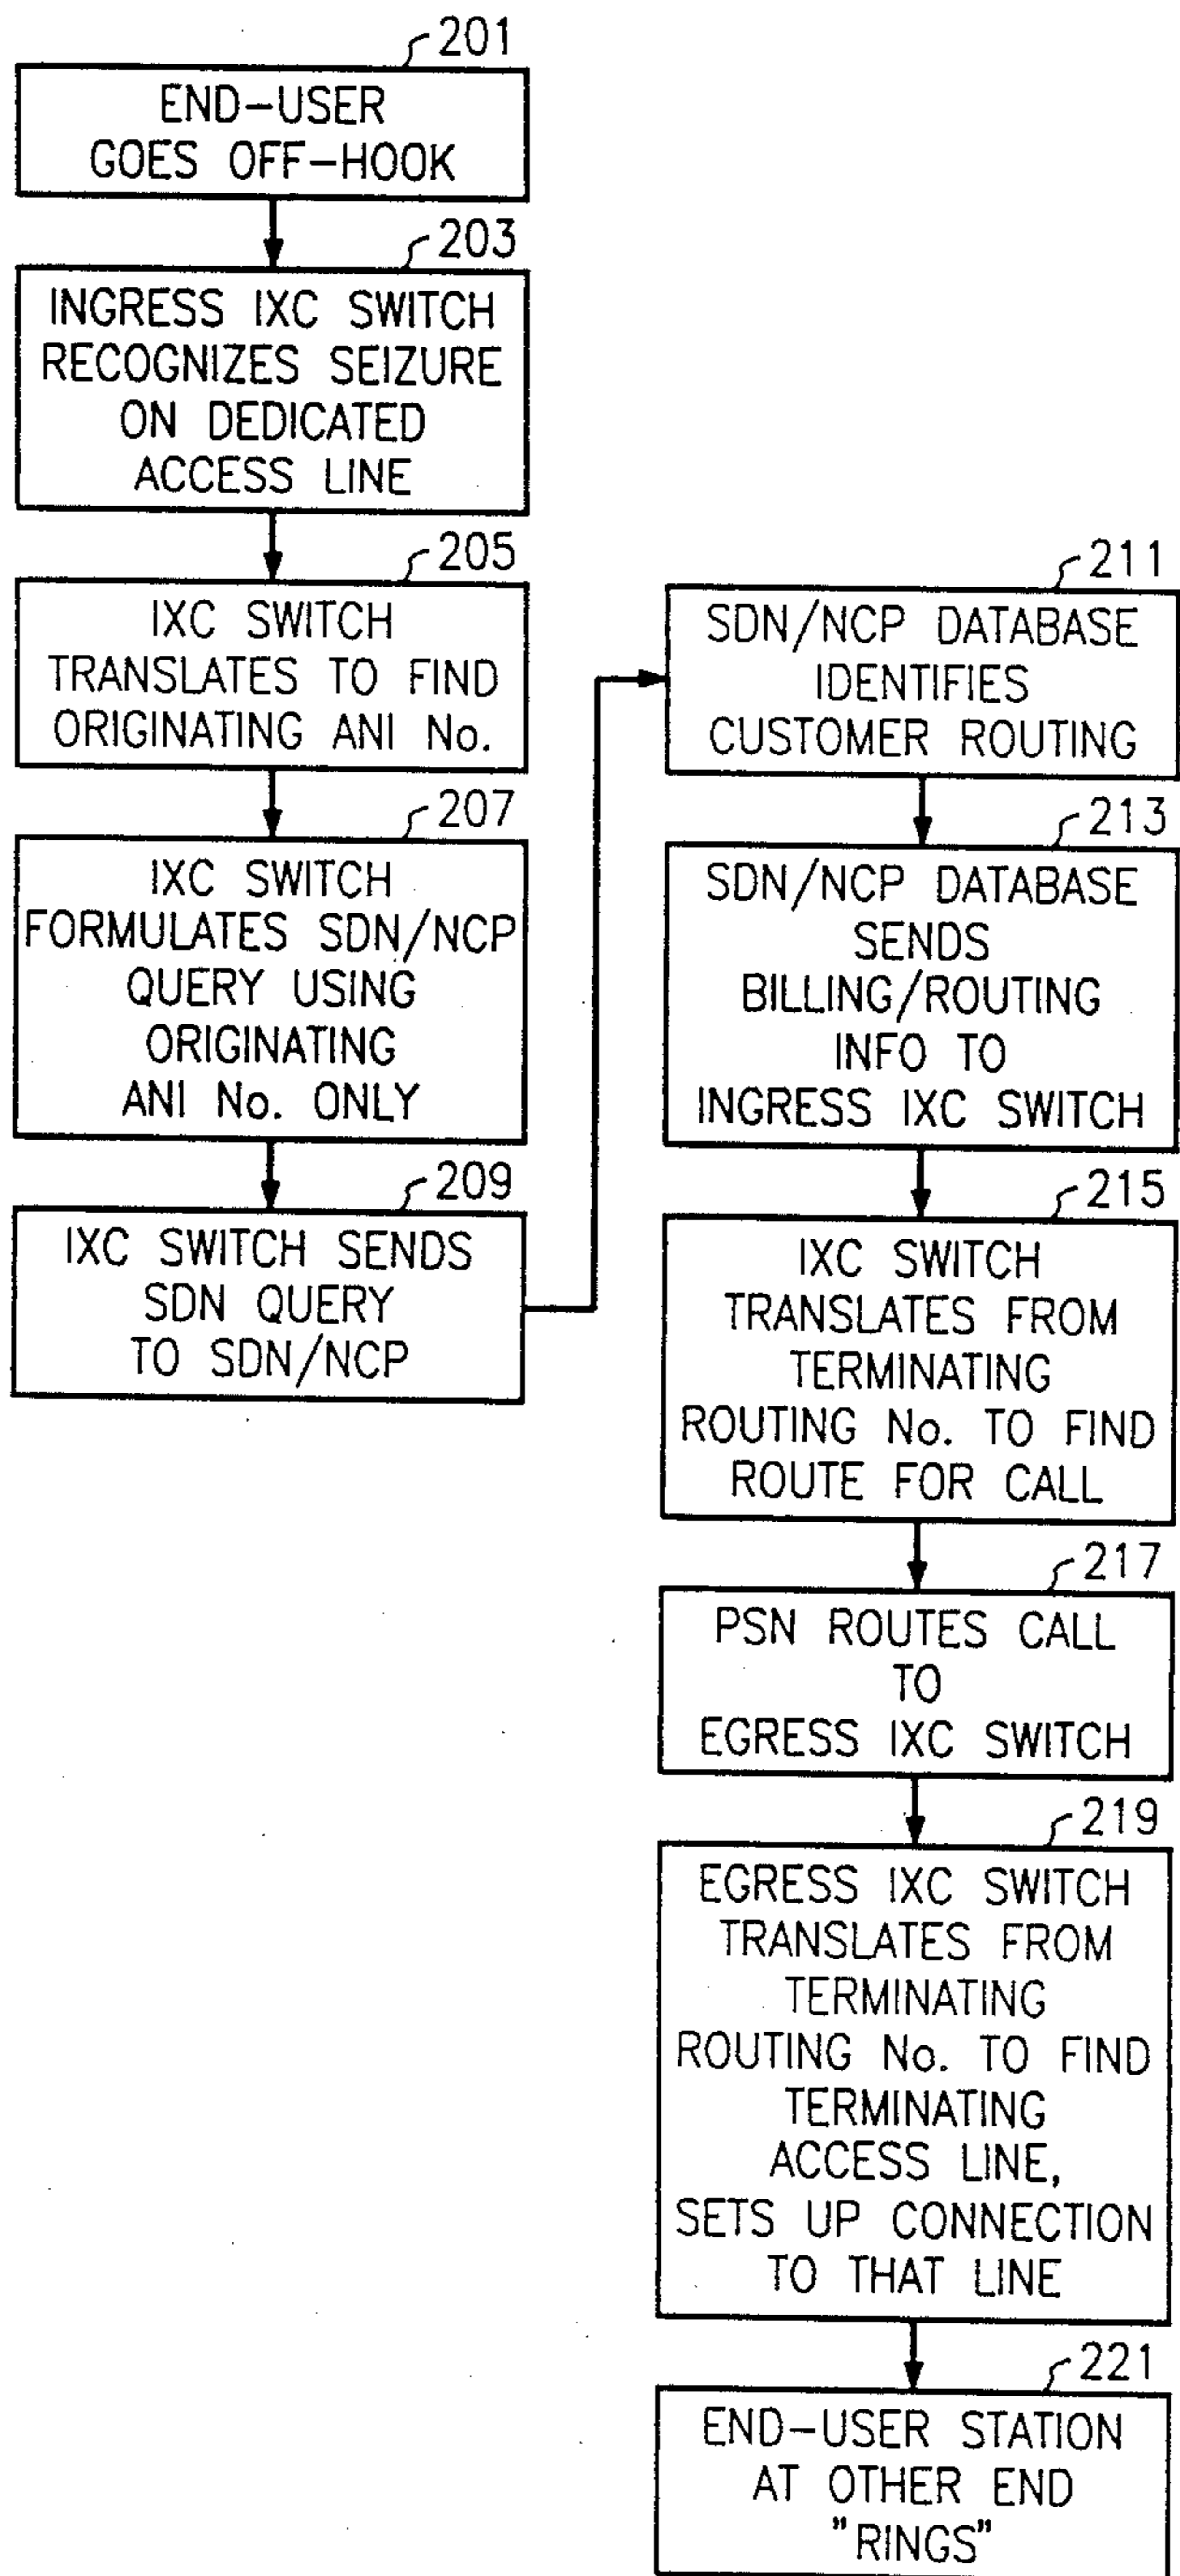 201
END-USER
GOES OFF-HOOK
203
INGRESS IXC SWITCH
RECOGNIZES SEIZURE
ON DEDICATED
ACCESS LINE
205
IXC SWITCH
TRANSLATES TO FIND
ORIGINATING ANI No.
207
IXC SWITCH
FORMULATES SDN/NCP
QUERY USING
ORIGINATING
ANI No. ONLY
209
IXC SWITCH SENDS
SDN QUERY
TO SDN/NCP
211
SDN/NCP DATABASE
IDENTIFIES
CUSTOMER ROUTING
213
SDN/NCP DATABASE
SENDS
BILLING/ROUTING
INFO TO
INGRESS IXC SWITCH
215
IXC SWITCH
TRANSLATES FROM
TERMINATING
ROUTING No. TO FIND
ROUTE FOR CALL
217
PSN ROUTES CALL
TO
EGRESS IXC SWITCH
219
EGRESS IXC SWITCH
TRANSLATES FROM
TERMINATING
ROUTING No. TO FIND
TERMINATING
ACCESS LINE,
SETS UP CONNECTION
TO THAT LINE
221
END-USER STATION
AT OTHER END
"RINGS"